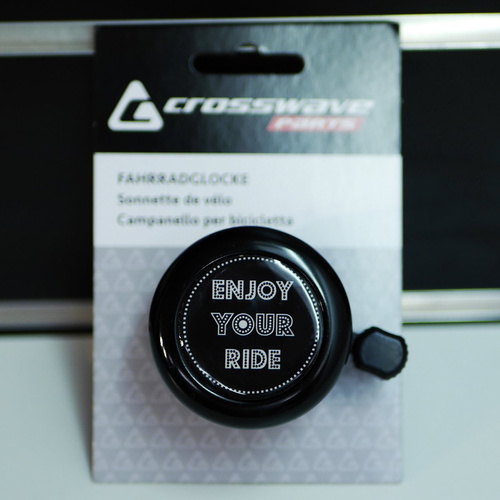 crosswave
PARTS
FAHRRADGLOCKE
Sonnette de vélo
Campanello per bicicletta
ENJOY
YOUR
RIDE